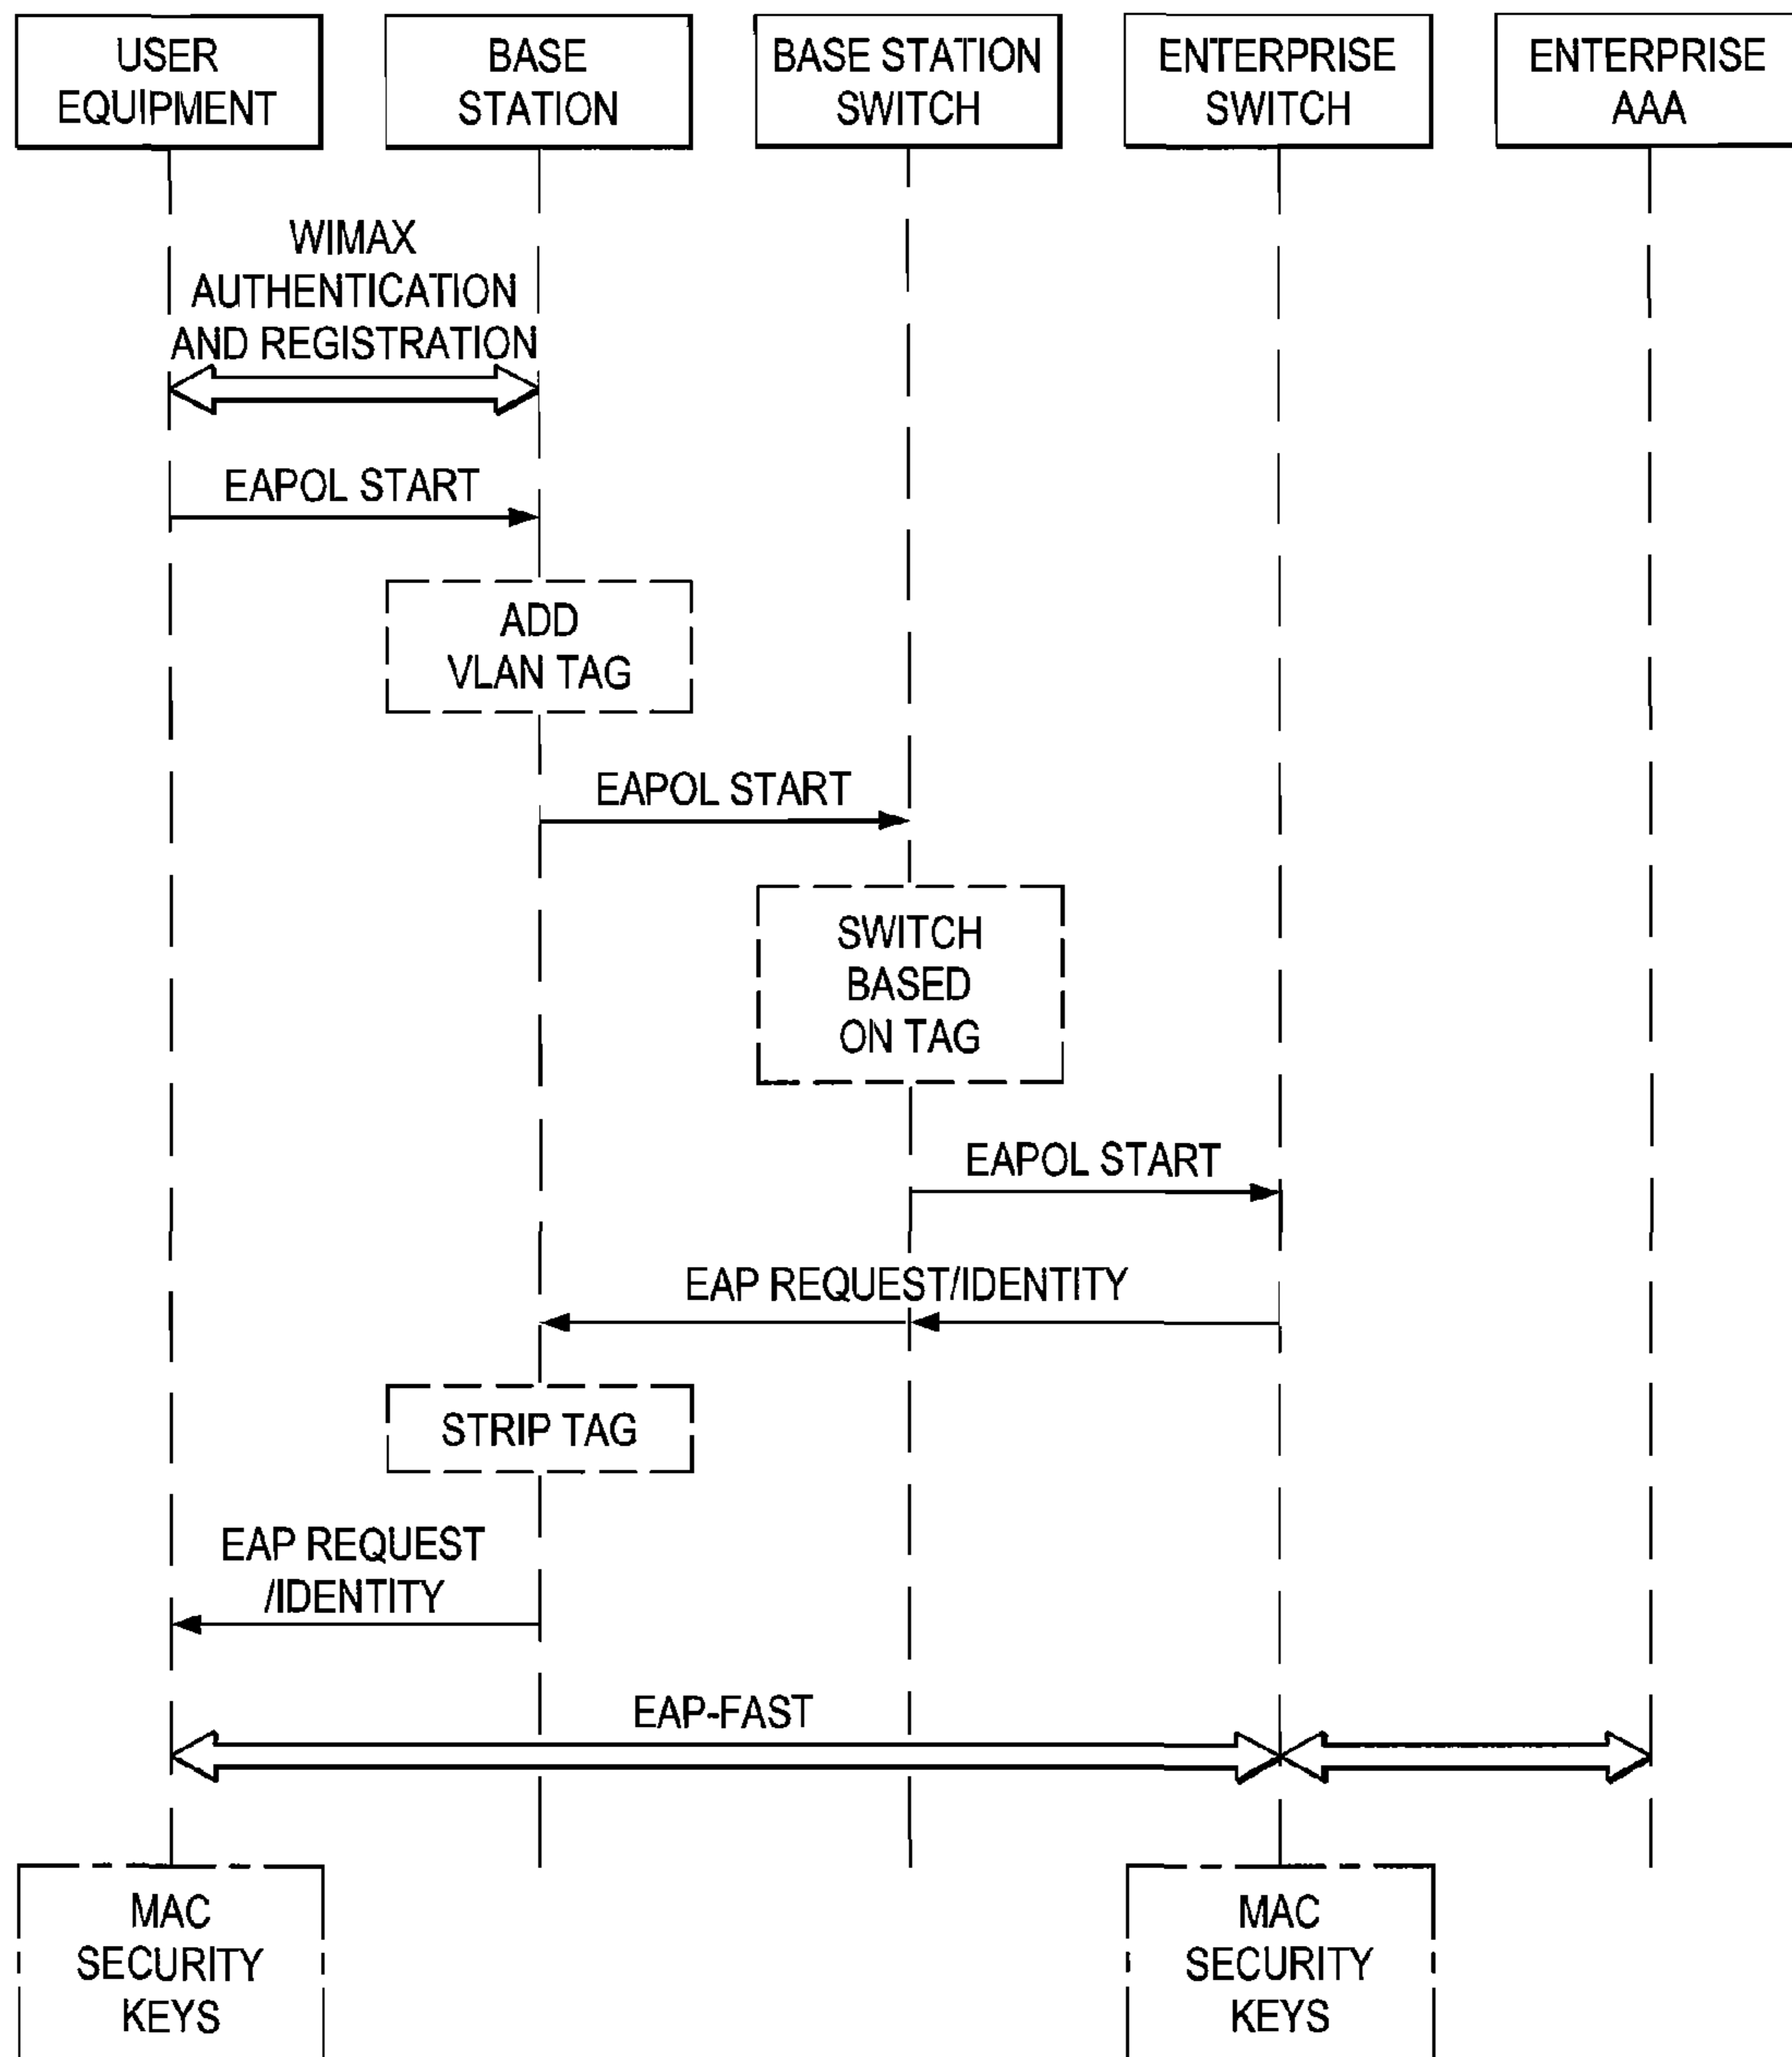 USER
EQUIPMENT
BASE
STATION
BASE STATION
SWITCH
ENTERPRISE
SWITCH
ENTERPRISE
AAA
WIMAX
AUTHENTICATION
AND REGISTRATION
EAPOL START
ADD
VLAN TAG
EAPOL START
SWITCH
BASED
ON TAG
EAPOL START
EAP REQUEST/IDENTITY
STRIP TAG
EAP REQUEST
/IDENTITY
EAP-FAST
MAC
SECURITY
KEYS
MAC
SECURITY
KEYS